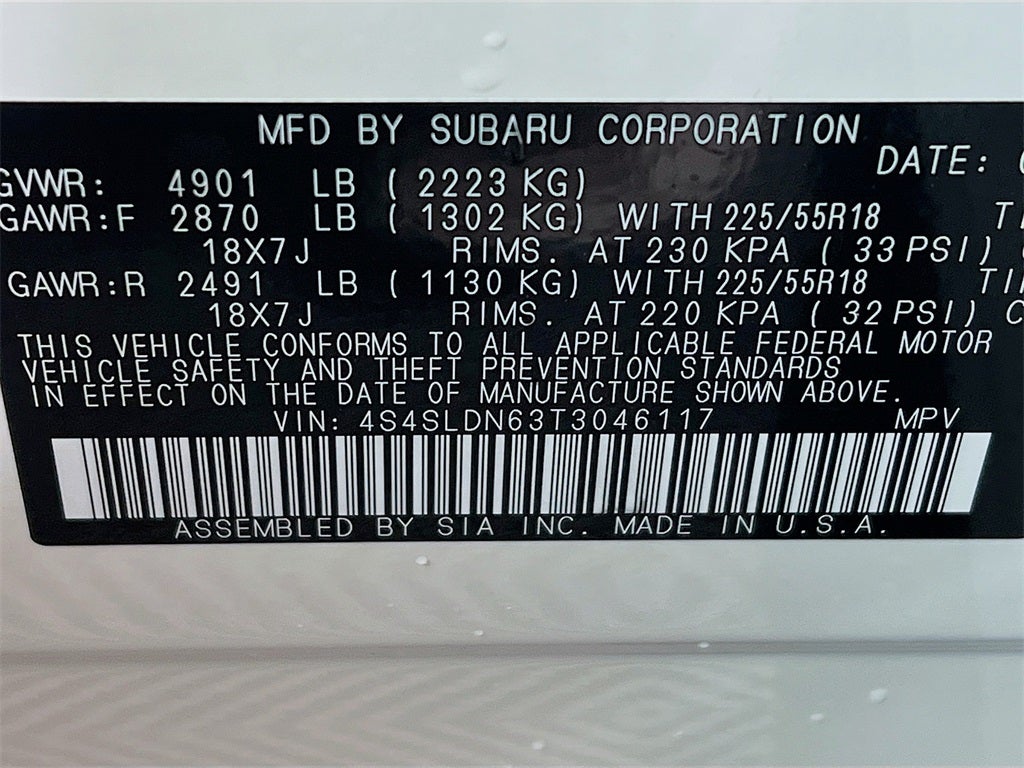 MFD BY SUBARU CORPORATION
DATE:
GVWR: 4901 LB ( 2223 KG)
GAWR:F 2870 LB ( 1302 KG) WITH 225/55R18
18X7J RIMS. AT 230 KPA ( 33 PSI)
GAWR:R 2491 LB ( 1130 KG) WITH 225/55R18
18X7J RIMS. AT 220 KPA ( 32 PSI)
THIS VEHICLE CONFORMS TO ALL APPLICABLE FEDERAL MOTOR
VEHICLE SAFETY AND THEFT PREVENTION STANDARDS
IN EFFECT ON THE DATE OF MANUFACTURE SHOWN ABOVE.
VIN: 4S4SLDN63T3046117 MPV
ASSEMBLED BY SIA INC. MADE IN U.S.A.